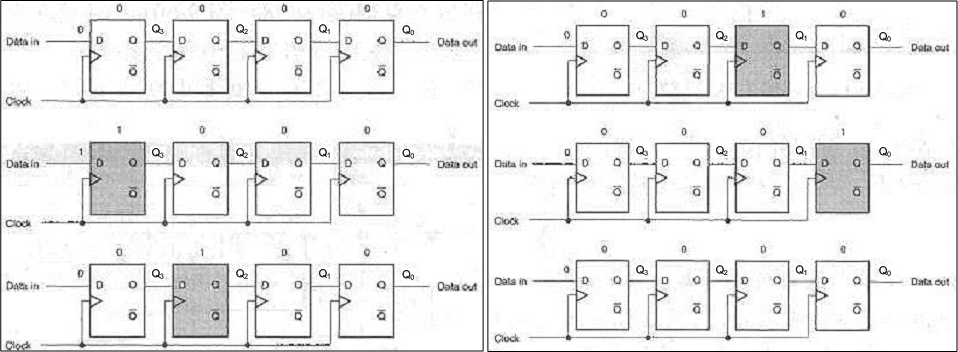 0 0 0 0
Data in 0 D Q Q3 D Q Q2 D Q Q1 D Q Q0 Data out
Q Q Q Q
Clock
1 0 0 0
Data in 0 D Q Q3 D Q Q2 D Q Q1 D Q Q0 Data out
Q Q Q Q
Clock
0 1 0 0
Data in 0 D Q Q3 D Q Q2 D Q Q1 D Q Q0 Data out
Q Q Q Q
Clock
0 0 1 0
Data in 0 D Q Q3 D Q Q2 D Q Q1 D Q Q0 Data out
Q Q Q Q
Clock
0 0 0 1
Data in 0 D Q Q3 D Q Q2 D Q Q1 D Q Q0 Data out
Q Q Q Q
Clock
0 0 0 0
Data in 0 D Q Q3 D Q Q2 D Q Q1 D Q Q0 Data out
Q Q Q Q
Clock